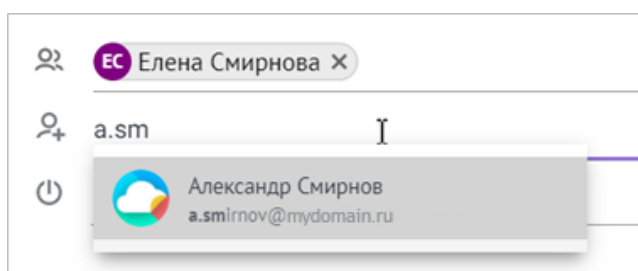 ЕС Елена Смирнова ×
a.sm
Александр Смирнов
a.smirnov@mydomain.ru